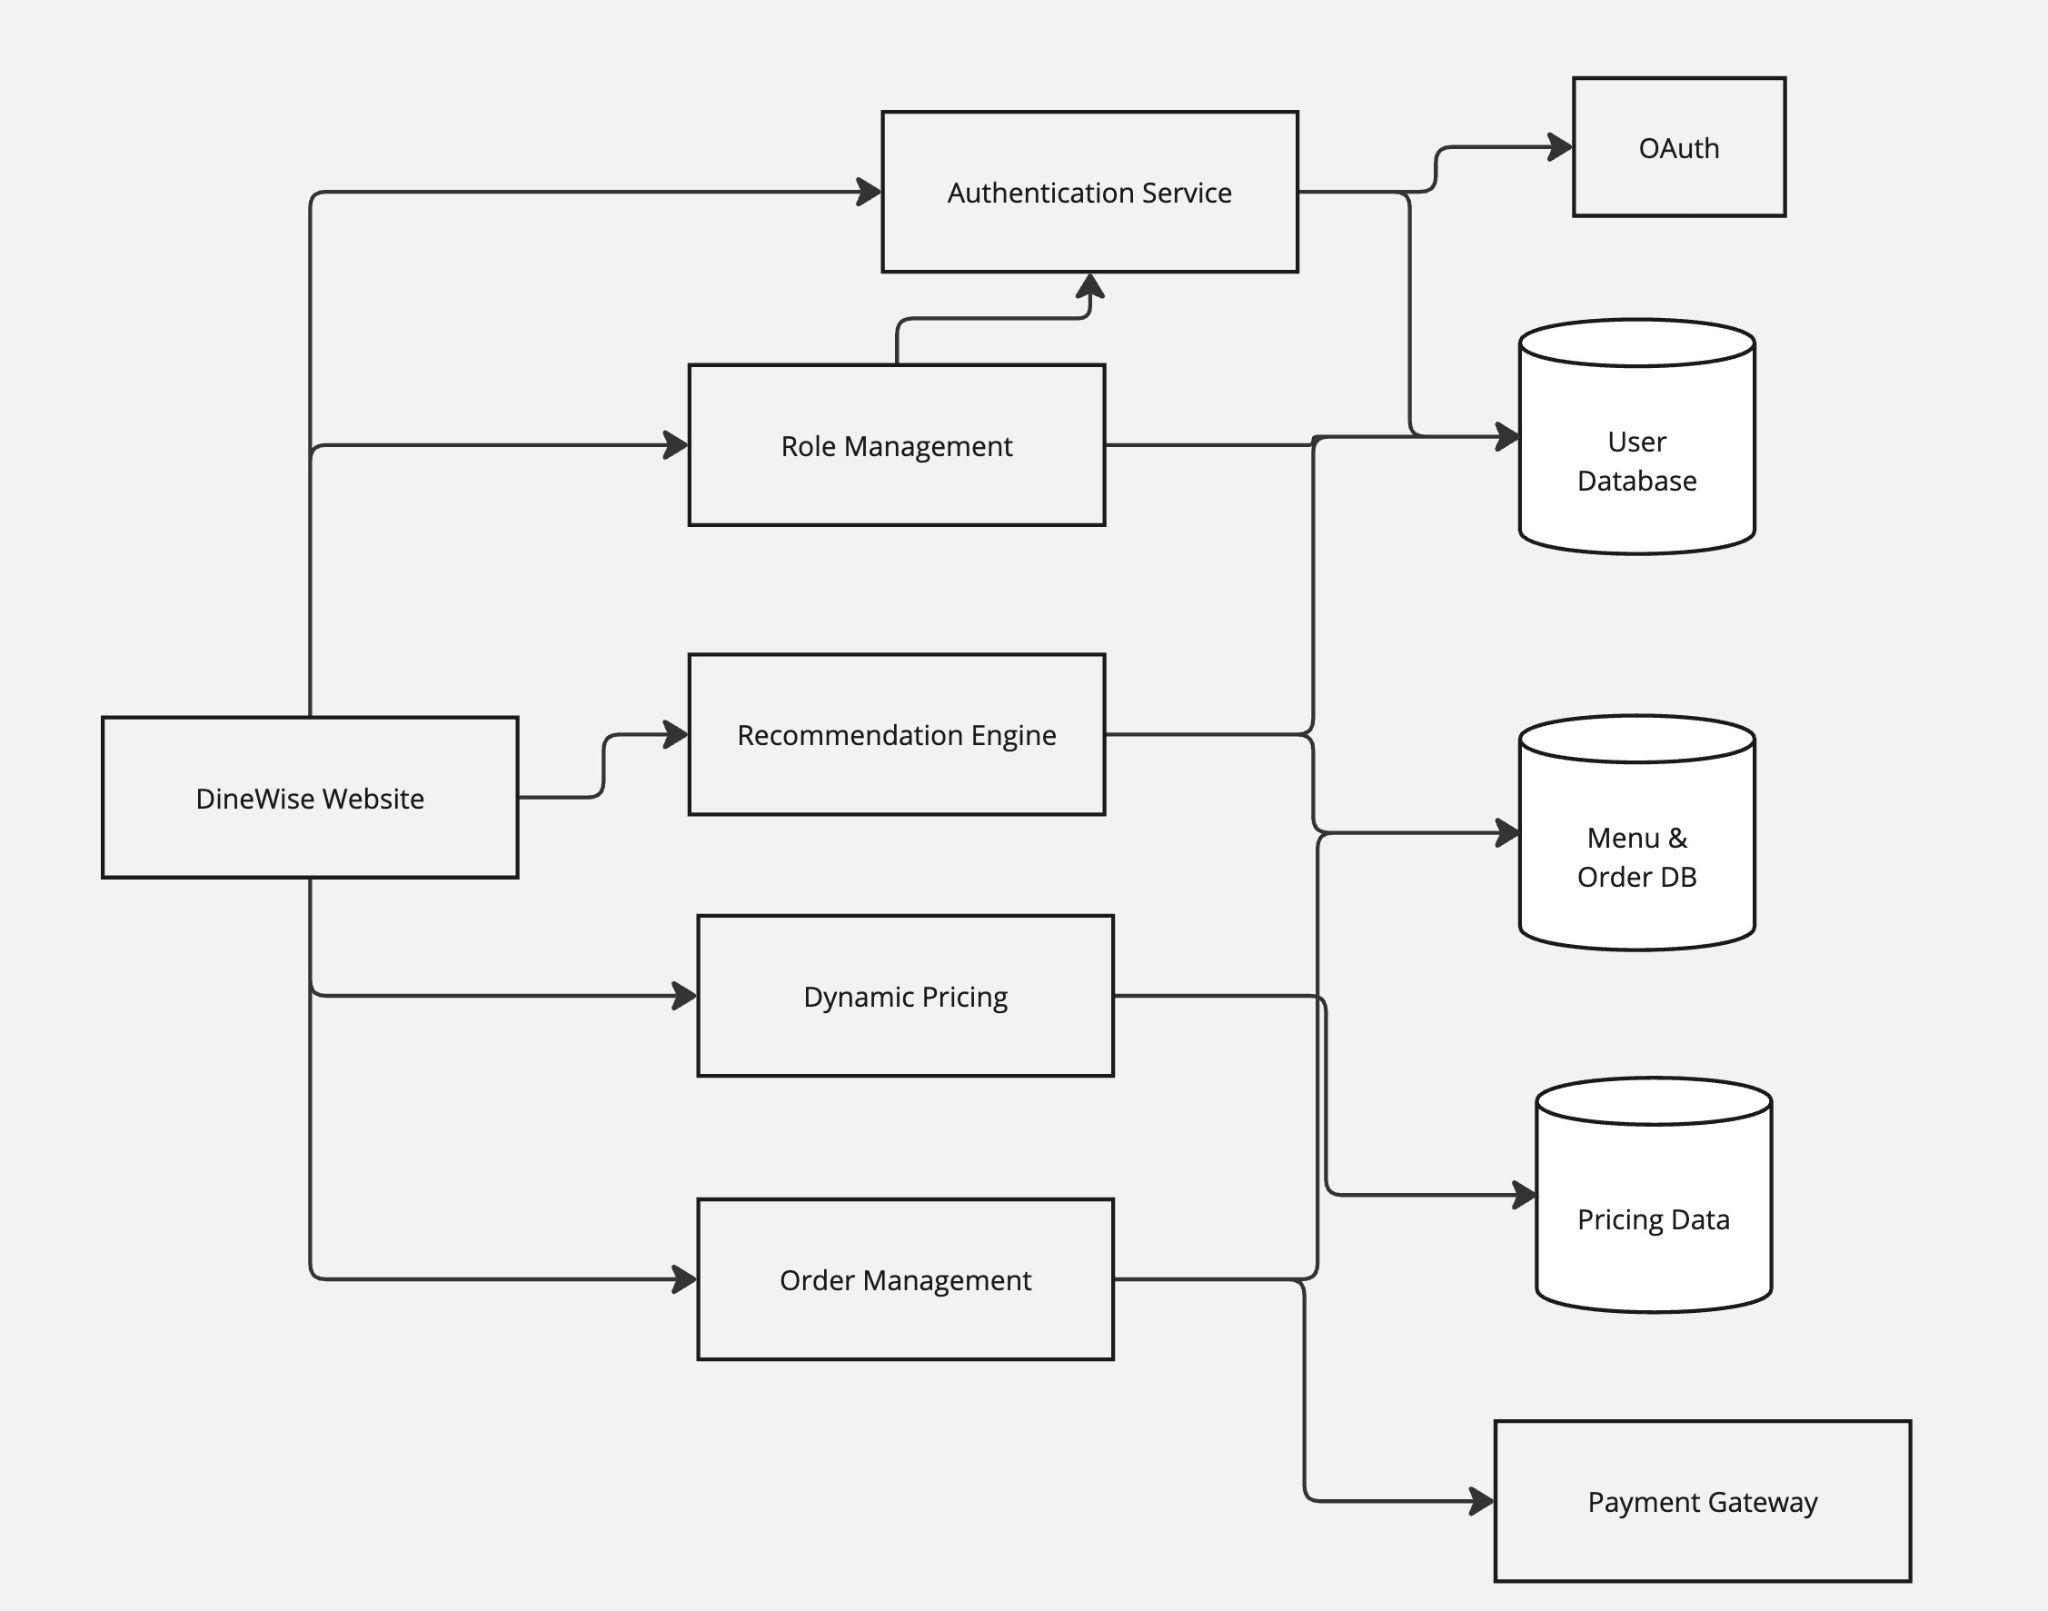 OAuth
Authentication Service
Role Management
User
Database
Recommendation Engine
DineWise Website
Menu &
Order DB
Dynamic Pricing
Pricing Data
Order Management
Payment Gateway